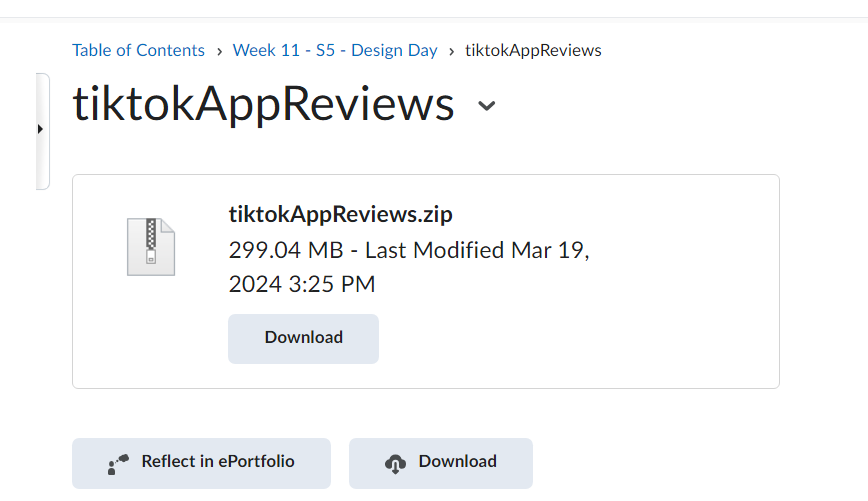 Table of Contents › Week 11 - S5 - Design Day › tiktokAppReviews
tiktokAppReviews
tiktokAppReviews.zip
299.04 MB - Last Modified Mar 19,
2024 3:25 PM
Download
Reflect in ePortfolio
Download